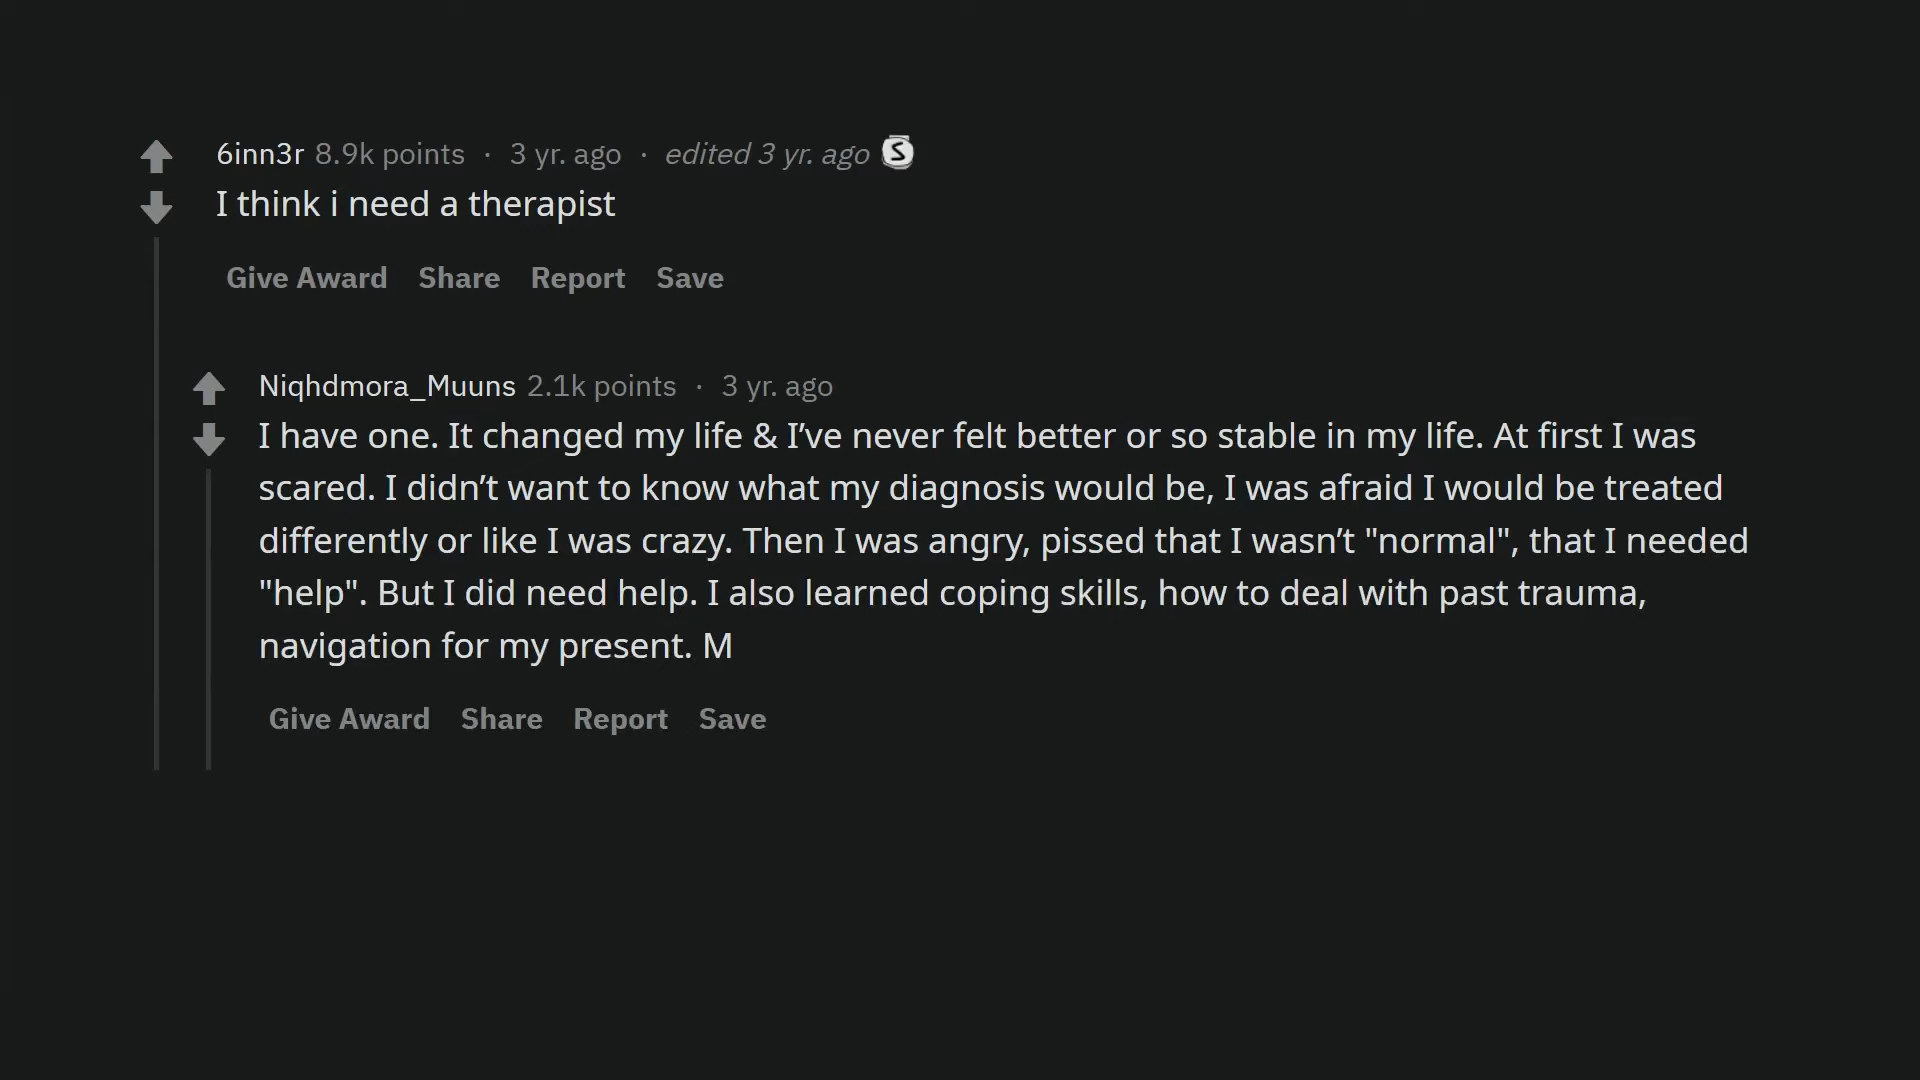 6inn3r 8.9k points · 3 yr. ago · edited 3 yr. ago S
I think i need a therapist
Give Award Share Report Save
Niqhdmora_Muuns 2.1k points · 3 yr. ago
I have one. It changed my life & I’ve never felt better or so stable in my life. At first I was
scared. I didn’t want to know what my diagnosis would be, I was afraid I would be treated
differently or like I was crazy. Then I was angry, pissed that I wasn’t "normal", that I needed
"help". But I did need help. I also learned coping skills, how to deal with past trauma,
navigation for my present. M
Give Award Share Report Save